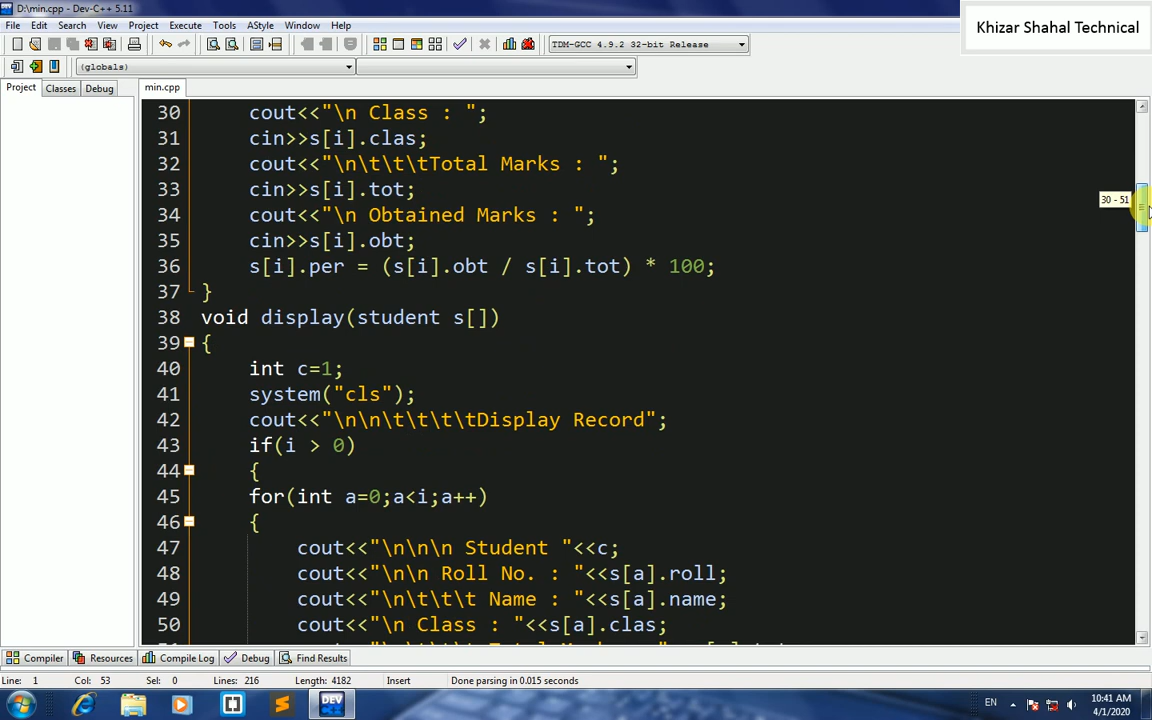 D:\min.cpp - Dev-C++ 5.11
Khizar Shahal Technical
File Edit Search View Project Execute Tools AStyle Window Help
TDM-GCC 4.9.2 32-bit Release
(globals)
Project Classes Debug min.cpp
30 cout<<"\n Class : ";
31 cin>>s[i].clas;
32 cout<<"\n\t\t\tTotal Marks : ";
33 cin>>s[i].tot;
34 cout<<"\n Obtained Marks : ";
35 cin>>s[i].obt;
36 s[i].per = (s[i].obt / s[i].tot) * 100;
37 }
38 void display(student s[])
39 {
40 int c=1;
41 system("cls");
42 cout<<"\n\n\t\t\t\tDisplay Record";
43 if(i > 0)
44 {
45 for(int a=0;a<i;a++)
46 {
47 cout<<"\n\n\n Student "<<c;
48 cout<<"\n\n Roll No. : "<<s[a].roll;
49 cout<<"\n\t\t\t Name : "<<s[a].name;
50 cout<<"\n Class : "<<s[a].clas;
30 - 51
Compiler Resources Compile Log Debug Find Results
Line: 1 Col: 53 Sel: 0 Lines: 216 Length: 4182 Insert Done parsing in 0.015 seconds
DEV
EN
10:41 AM
4/1/2020